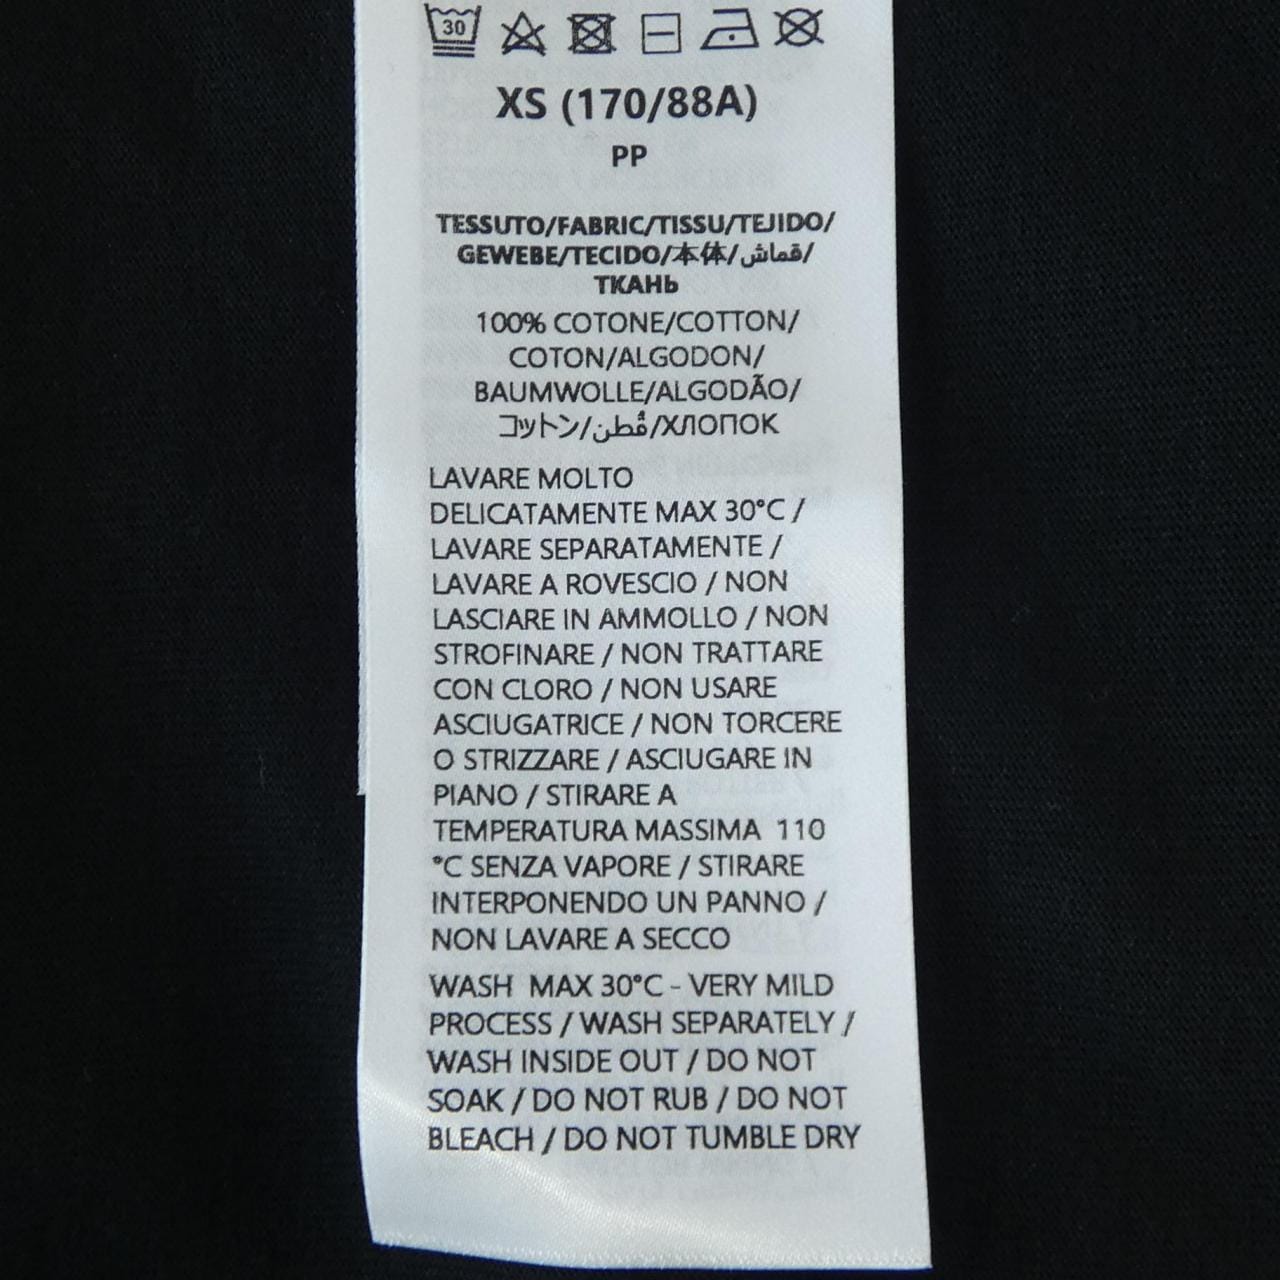 30
XS (170/88A)
PP
TESSUTO/FABRIC/TISSU/TEJIDO/
GEWEBE/TECIDO/本体/قماش/
ТКАНЬ
100% COTONE/COTTON/
COTON/ALGODON/
BAUMWOLLE/ALGODÃO/
コットン/قُطن/ХЛОПОК
LAVARE MOLTO
DELICATAMENTE MAX 30°C /
LAVARE SEPARATAMENTE /
LAVARE A ROVESCIO / NON
LASCIARE IN AMMOLLO / NON
STROFINARE / NON TRATTARE
CON CLORO / NON USARE
ASCIUGATRICE / NON TORCERE
O STRIZZARE / ASCIUGARE IN
PIANO / STIRARE A
TEMPERATURA MASSIMA  110
°C SENZA VAPORE / STIRARE
INTERPONENDO UN PANNO /
NON LAVARE A SECCO
WASH  MAX 30°C - VERY MILD
PROCESS / WASH SEPARATELY /
WASH INSIDE OUT / DO NOT
SOAK / DO NOT RUB / DO NOT
BLEACH / DO NOT TUMBLE DRY